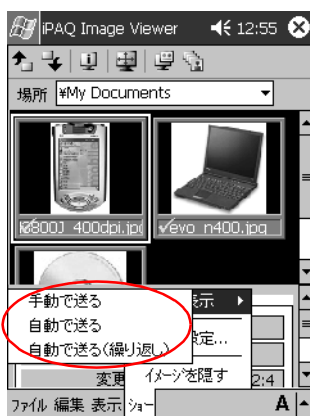 iPAQ Image Viewer 12:55
場所 ¥My Documents
3800J 400dpi.jpg evo n400.jpg
手動で送る
自動で送る
自動で送る(繰り返し)
表示
設定...
変更
イメージを隠す
2:4
ファイル 編集 表示 ショー A